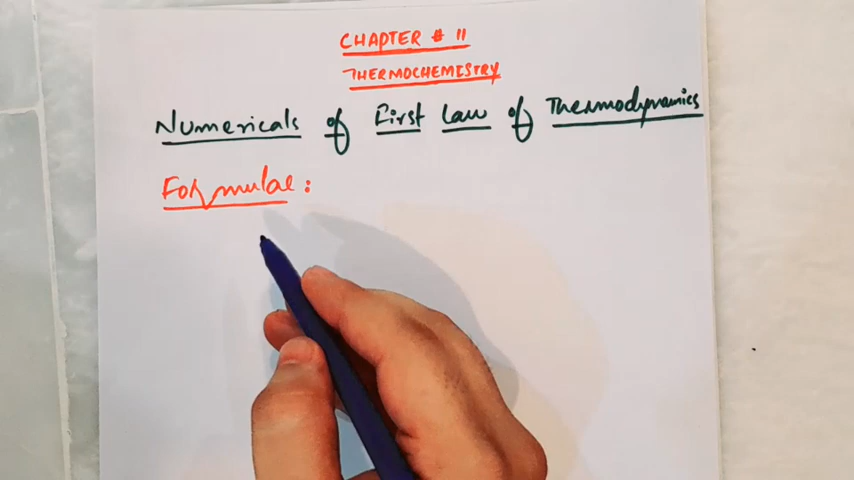 CHAPTER # 11
THERMOCHEMISTRY
Numericals of First Law of Thermodynamics
Formulae: